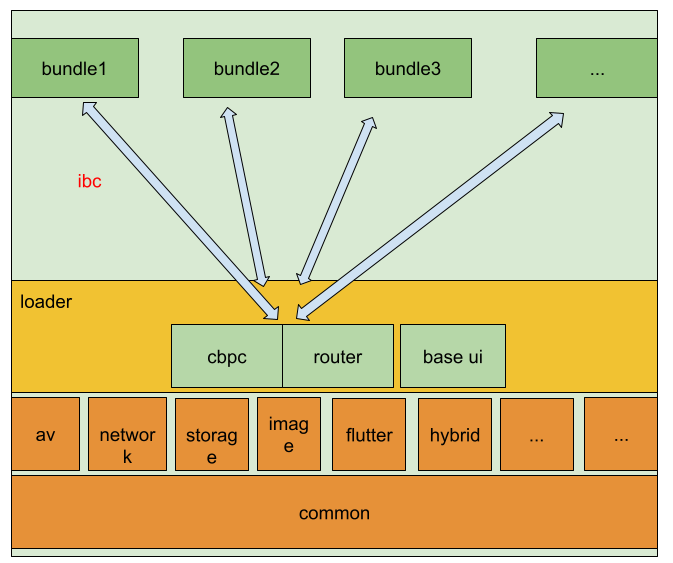 bundle1
bundle2
bundle3
...
ibc
loader
cbpc
router
base ui
av
networ
k
storag
e
imag
e
flutter
hybrid
...
...
common